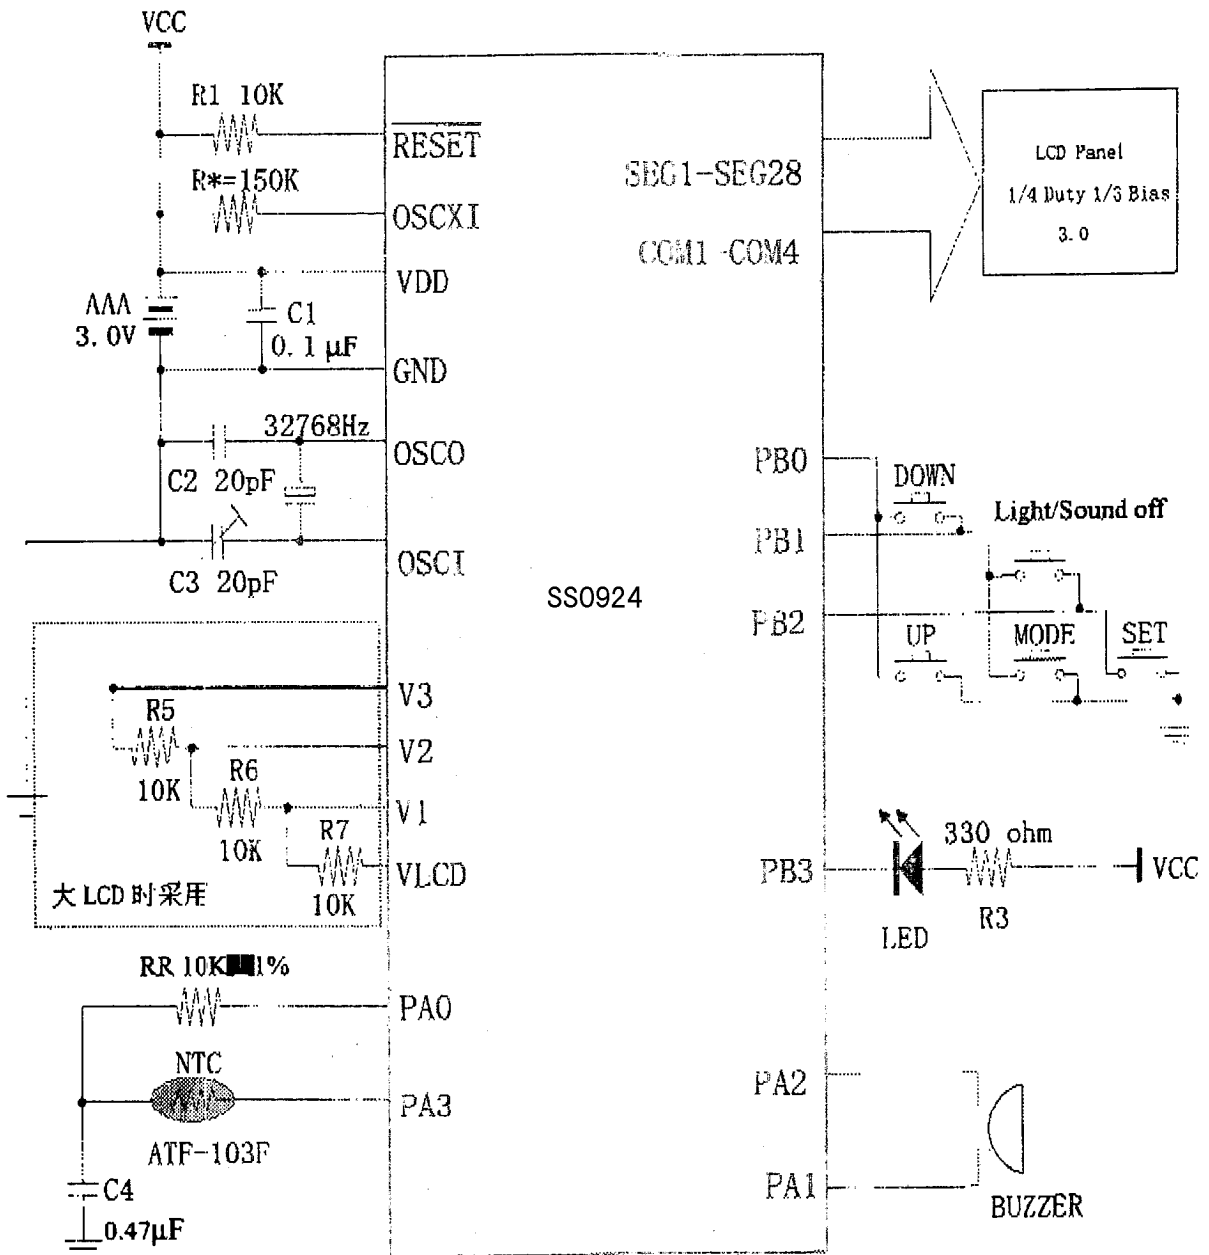 VCC
R1 10K
RESET
R*=150K
OSCXI
VDD
AAA
3.0V
C1
0.1 µF
GND
32768Hz
OSCO
C2 20pF
OSCI
C3 20pF
SS0924
V3
R5
10K
V2
R6
10K
V1
R7
10K
VLCD
大 LCD 时采用
RR 10K 1%
PA0
NTC
PA3
ATF-103F
C4
0.47µF
SEG1-SEG28
COM1-COM4
LCD Panel
1/4 Duty 1/3 Bias
3.0
PB0
DOWN
Light/Sound off
PB1
PB2
UP
MODE
SET
330 ohm
PB3
VCC
LED
R3
PA2
PA1
BUZZER